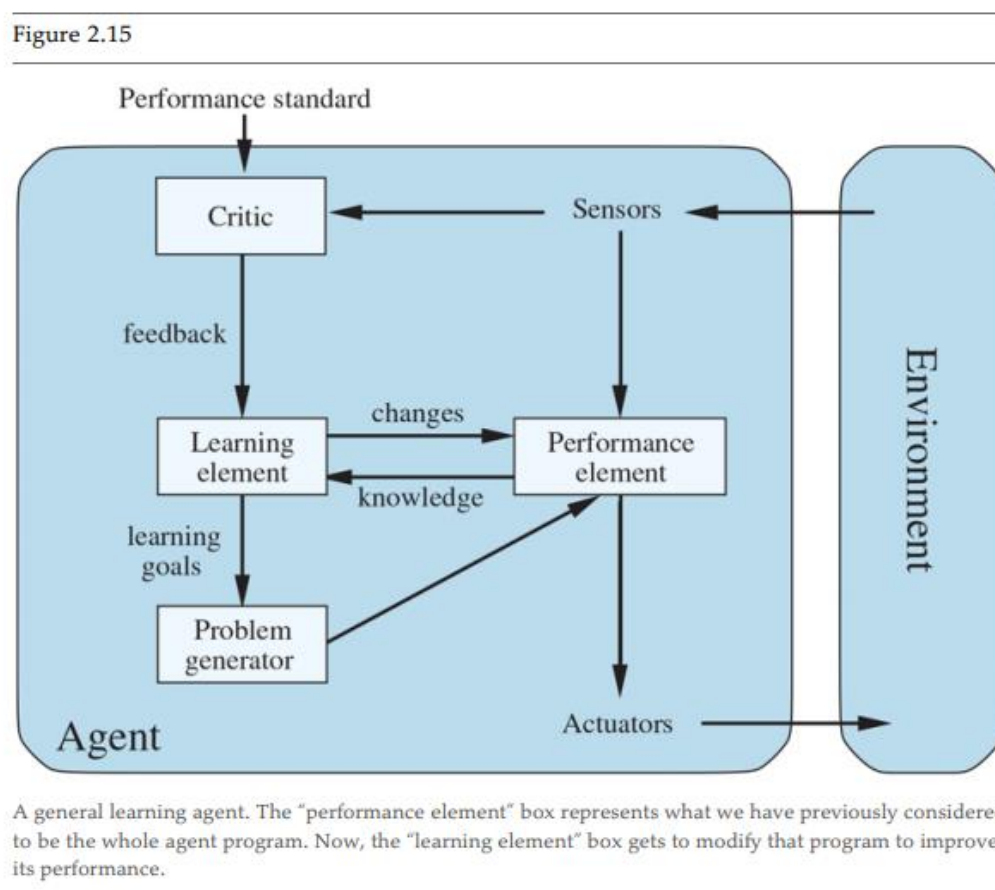 Figure 2.15
Performance standard
Critic
Sensors
feedback
changes
Learning
element
Performance
element
knowledge
learning
goals
Problem
generator
Agent
Actuators
Environment
A general learning agent. The “performance element” box represents what we have previously considere
to be the whole agent program. Now, the “learning element” box gets to modify that program to improve
its performance.